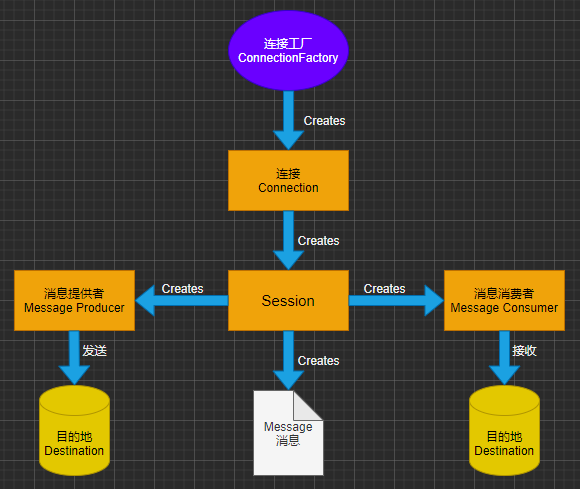 连接工厂
ConnectionFactory
Creates
连接
Connection
Creates
消息提供者
Message Producer
Creates
Session
Creates
消息消费者
Message Consumer
发送
Creates
接收
目的地
Destination
Message
消息
目的地
Destination